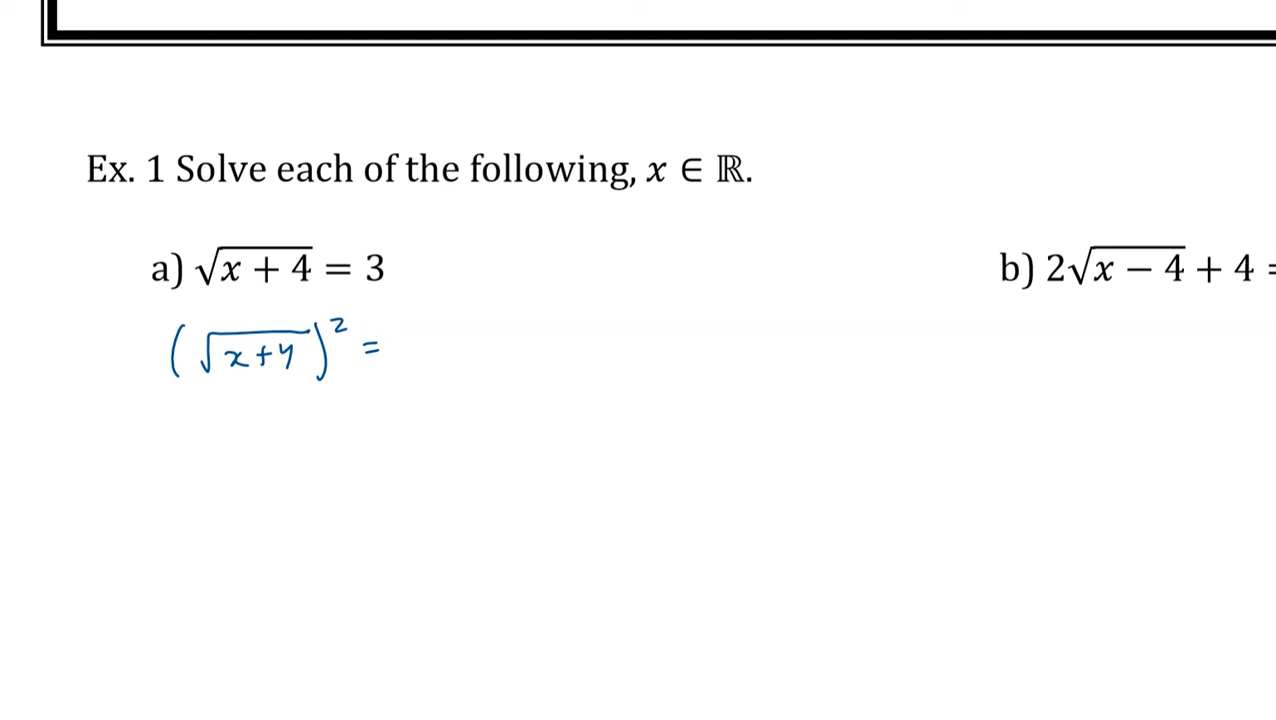 Ex. 1 Solve each of the following, x ∈ ℝ.
a) √(x + 4) = 3
b) 2√(x − 4) + 4 =
(√(x+4))² =